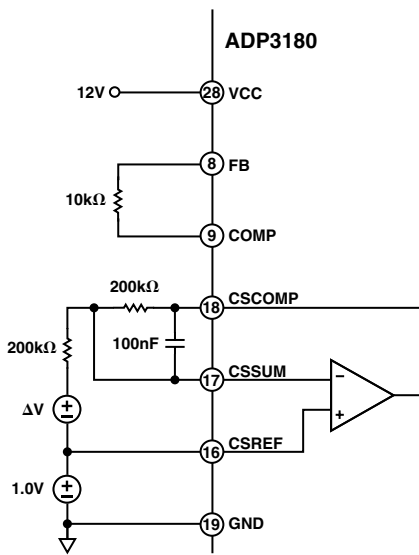 ADP3180
12V
28
VCC
8
FB
10kΩ
9
COMP
200kΩ
18
CSCOMP
200kΩ
100nF
17
CSSUM
–
ΔV
+
16
CSREF
1.0V
19
GND